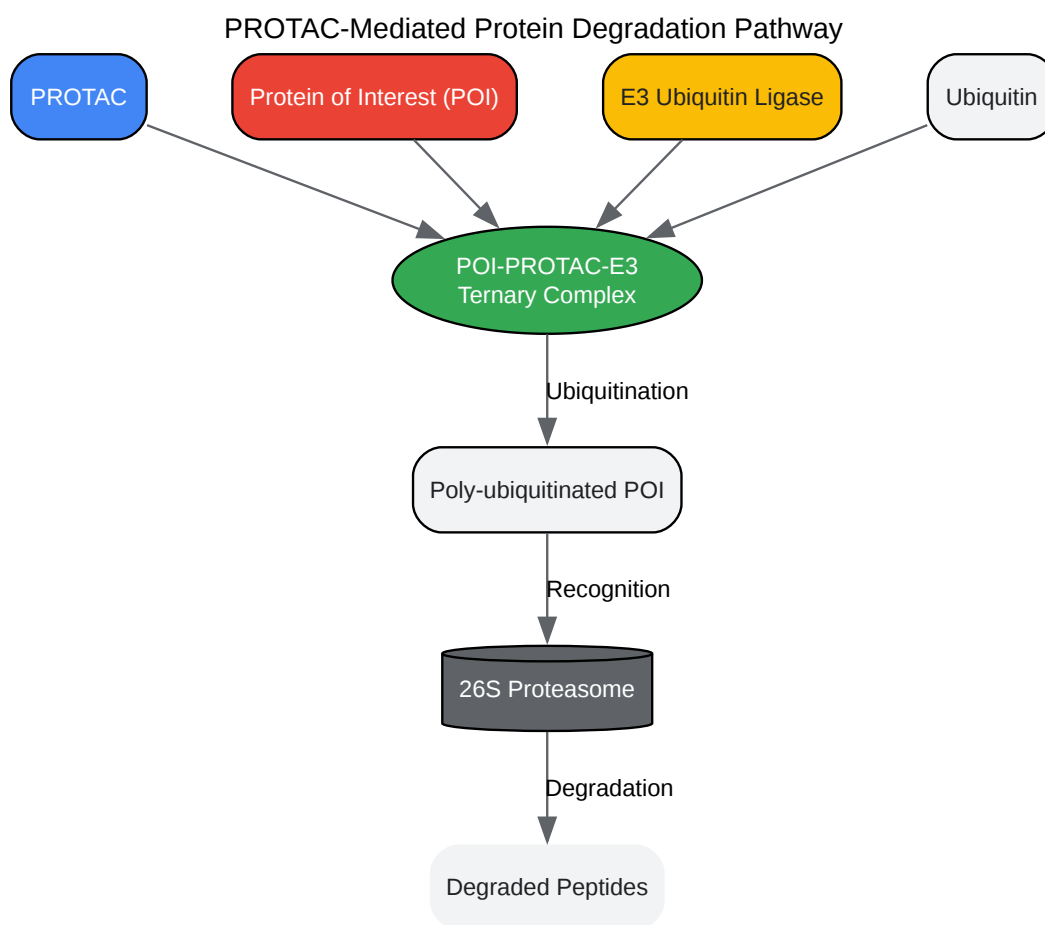 PROTAC-Mediated Protein Degradation Pathway
PROTAC
Protein of Interest (POI)
E3 Ubiquitin Ligase
Ubiquitin
POI-PROTAC-E3
Ternary Complex
Ubiquitination
Poly-ubiquitinated POI
Recognition
26S Proteasome
Degradation
Degraded Peptides